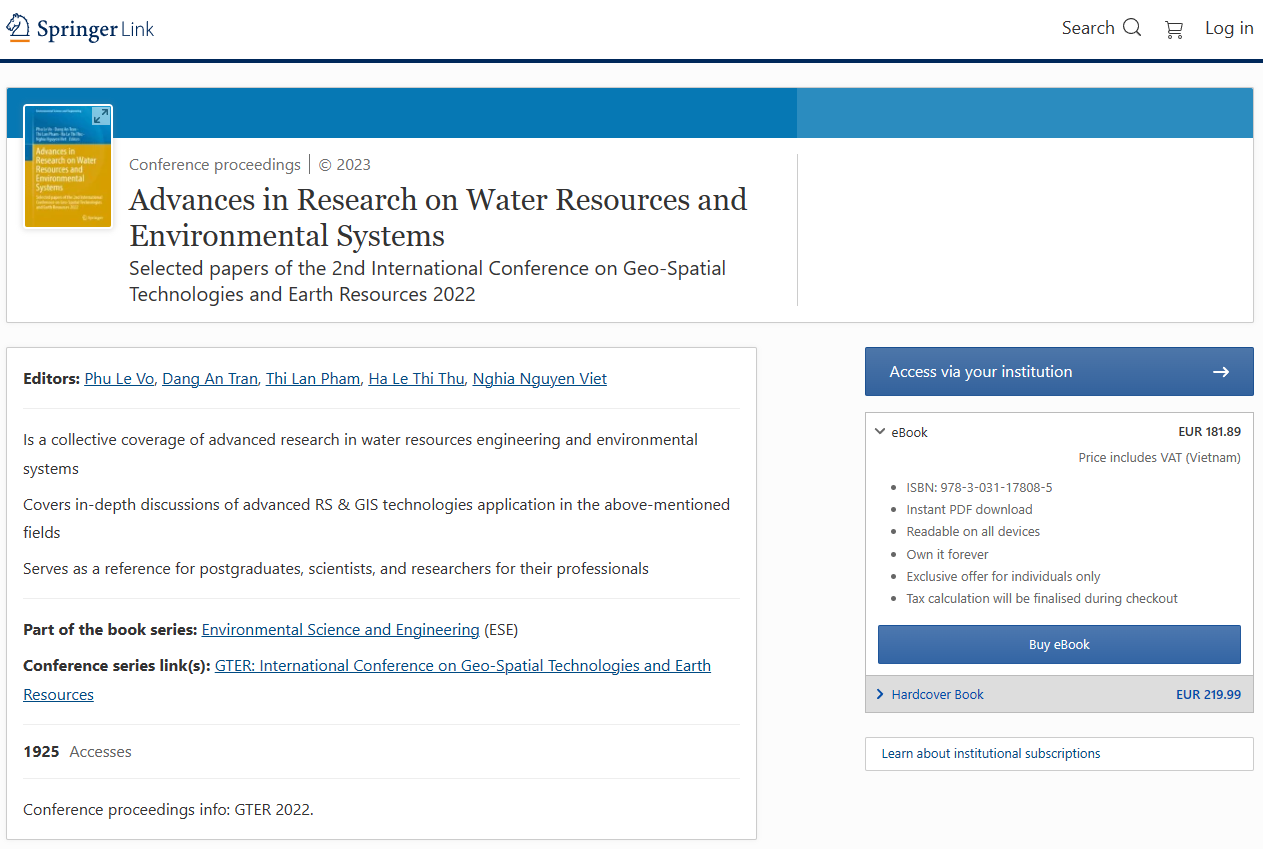 Springer Link
Search
Log in
Advances in
Research on Water
Resources and
Environmental
Systems
Conference proceedings | © 2023
Advances in Research on Water Resources and
Environmental Systems
Selected papers of the 2nd International Conference on Geo-Spatial
Technologies and Earth Resources 2022
Editors: Phu Le Vo, Dang An Tran, Thi Lan Pham, Ha Le Thi Thu, Nghia Nguyen Viet
Is a collective coverage of advanced research in water resources engineering and environmental
systems
Covers in-depth discussions of advanced RS & GIS technologies application in the above-mentioned
fields
Serves as a reference for postgraduates, scientists, and researchers for their professionals
Part of the book series: Environmental Science and Engineering (ESE)
Conference series link(s): GTER: International Conference on Geo-Spatial Technologies and Earth
Resources
1925 Accesses
Conference proceedings info: GTER 2022.
Access via your institution
eBook EUR 181.89
Price includes VAT (Vietnam)
ISBN: 978-3-031-17808-5
Instant PDF download
Readable on all devices
Own it forever
Exclusive offer for individuals only
Tax calculation will be finalised during checkout
Buy eBook
Hardcover Book EUR 219.99
Learn about institutional subscriptions